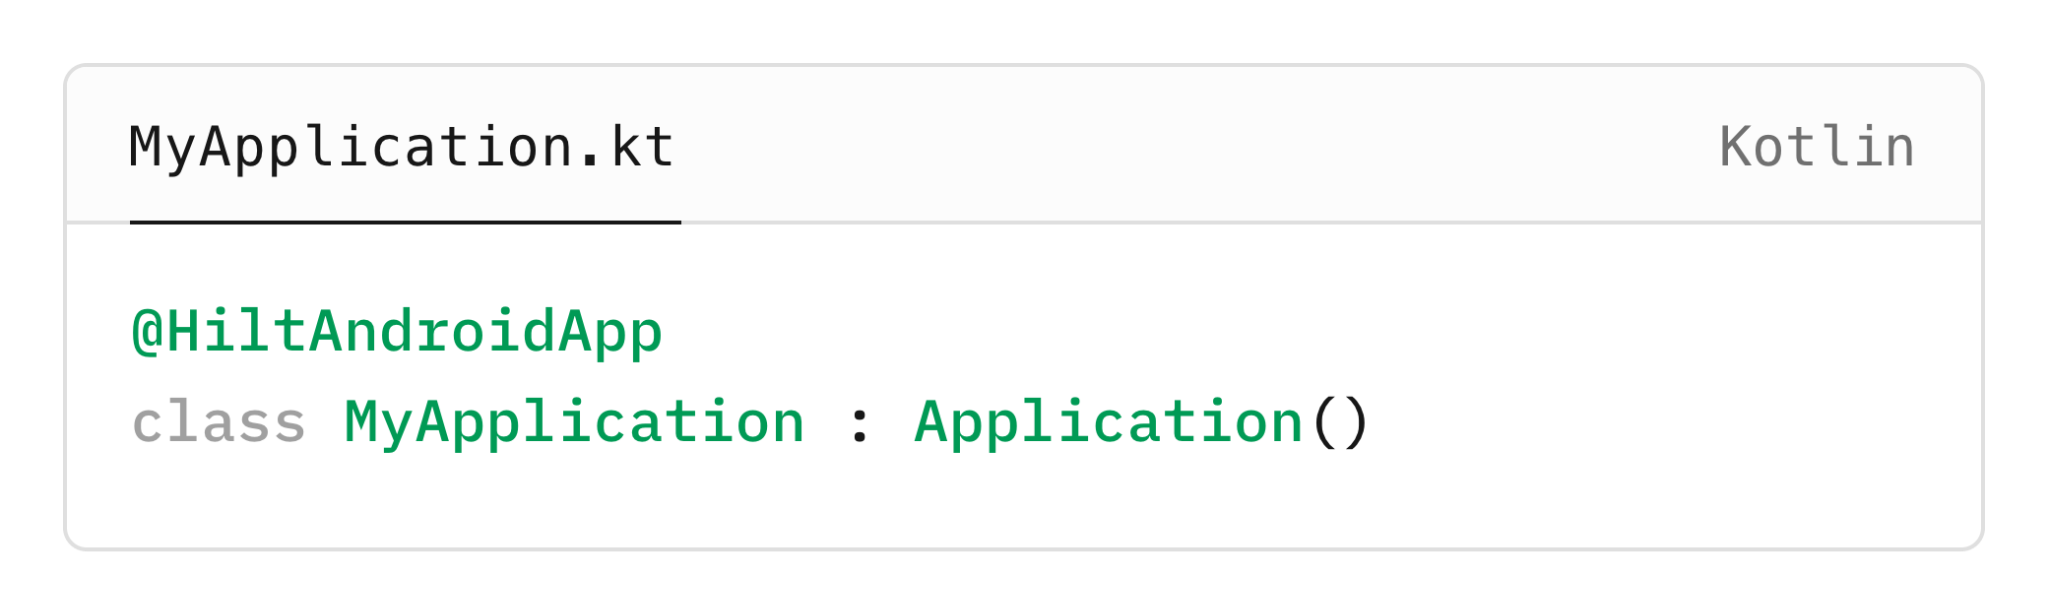 MyApplication.kt
Kotlin
@HiltAndroidApp
class MyApplication : Application()